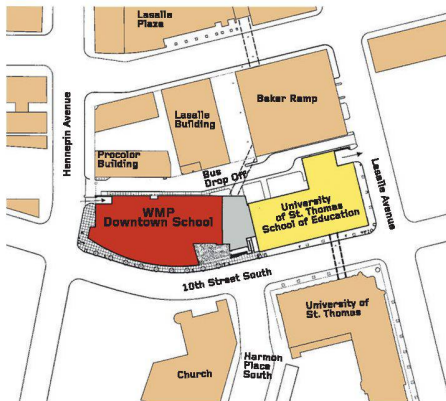 Lasalle
Plaza
Hennepin Avenue
Lasalle
Building
Baker Ramp
Procolor
Building
Bus
Drop Off
Lasalle Avenue
WMP
Downtown School
University
of St. Thomas
School of Education
10th Street South
University of
St. Thomas
Harmon
Place
South
Church